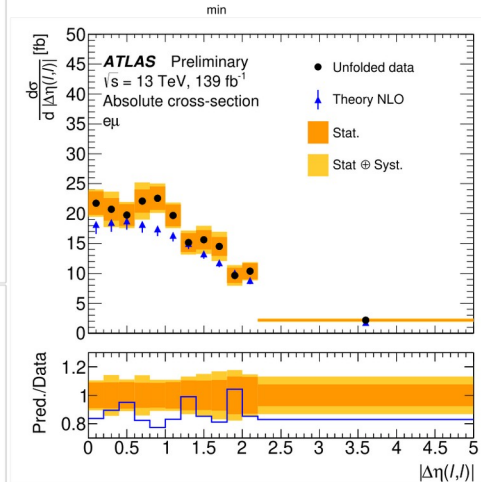 min
ATLAS Preliminary
√s = 13 TeV, 139 fb⁻¹
Absolute cross-section
eμ
Unfolded data
Theory NLO
Stat.
Stat ⊕ Syst.
dσ
d |Δη(l,l)| [fb]
50
45
40
35
30
25
20
15
10
5
0
Pred./Data
1.2
1
0.8
0 0.5 1 1.5 2 2.5 3 3.5 4 4.5 5
|Δη(l,l)|